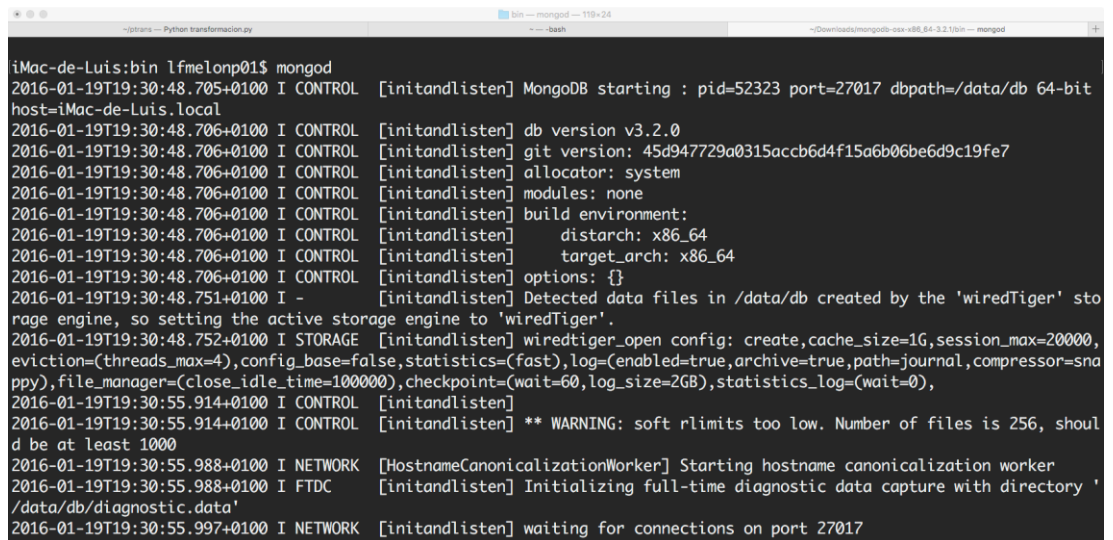 bin — mongod — 119×24
~/ptrans — Python transformacion.py
~ — -bash
~/Downloads/mongodb-osx-x86_64-3.2.1/bin — mongod
+
iMac-de-Luis:bin lfmelonp01$ mongod
2016-01-19T19:30:48.705+0100 I CONTROL  [initandlisten] MongoDB starting : pid=52323 port=27017 dbpath=/data/db 64-bit
host=iMac-de-Luis.local
2016-01-19T19:30:48.706+0100 I CONTROL  [initandlisten] db version v3.2.0
2016-01-19T19:30:48.706+0100 I CONTROL  [initandlisten] git version: 45d947729a0315accb6d4f15a6b06be6d9c19fe7
2016-01-19T19:30:48.706+0100 I CONTROL  [initandlisten] allocator: system
2016-01-19T19:30:48.706+0100 I CONTROL  [initandlisten] modules: none
2016-01-19T19:30:48.706+0100 I CONTROL  [initandlisten] build environment:
2016-01-19T19:30:48.706+0100 I CONTROL  [initandlisten]     distarch: x86_64
2016-01-19T19:30:48.706+0100 I CONTROL  [initandlisten]     target_arch: x86_64
2016-01-19T19:30:48.706+0100 I CONTROL  [initandlisten] options: {}
2016-01-19T19:30:48.751+0100 I -        [initandlisten] Detected data files in /data/db created by the 'wiredTiger' sto
rage engine, so setting the active storage engine to 'wiredTiger'.
2016-01-19T19:30:48.752+0100 I STORAGE  [initandlisten] wiredtiger_open config: create,cache_size=1G,session_max=20000,
eviction=(threads_max=4),config_base=false,statistics=(fast),log=(enabled=true,archive=true,path=journal,compressor=sna
ppy),file_manager=(close_idle_time=100000),checkpoint=(wait=60,log_size=2GB),statistics_log=(wait=0),
2016-01-19T19:30:55.914+0100 I CONTROL  [initandlisten]
2016-01-19T19:30:55.914+0100 I CONTROL  [initandlisten] ** WARNING: soft rlimits too low. Number of files is 256, shoul
d be at least 1000
2016-01-19T19:30:55.988+0100 I NETWORK  [HostnameCanonicalizationWorker] Starting hostname canonicalization worker
2016-01-19T19:30:55.988+0100 I FTDC     [initandlisten] Initializing full-time diagnostic data capture with directory '
/data/db/diagnostic.data'
2016-01-19T19:30:55.997+0100 I NETWORK  [initandlisten] waiting for connections on port 27017